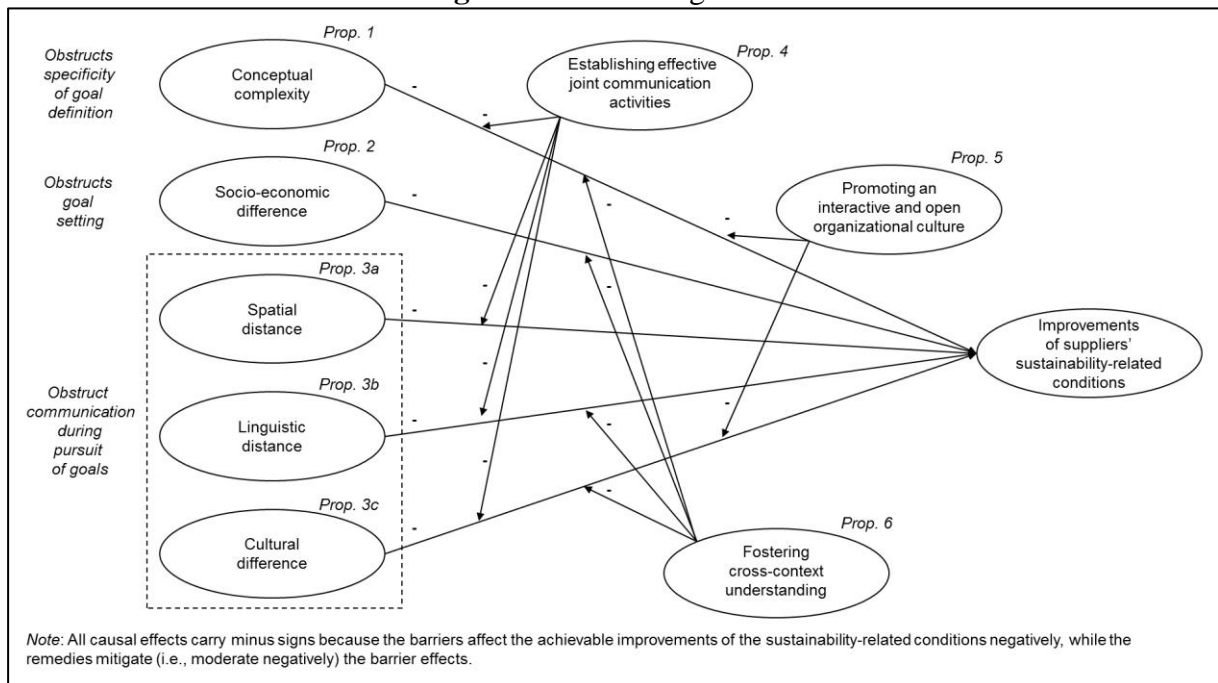 Prop. 1
Prop. 4
Obstructs
specificity
of goal
definition
Conceptual
complexity
-
Establishing effective
joint communication
activities
-
Prop. 2
Prop. 5
Obstructs
goal
setting
Socio-economic
difference
-
-
Promoting an
interactive and open
organizational culture
-
Prop. 3a
Spatial
distance
-
-
-
Improvements
of suppliers'
sustainability-related
conditions
Obstruct
communication
during
pursuit
of goals
Prop. 3b
Linguistic
distance
-
-
-
-
Prop. 3c
Cultural
difference
-
-
-
Prop. 6
Fostering
cross-context
understanding
Note: All causal effects carry minus signs because the barriers affect the achievable improvements of the sustainability-related conditions negatively, while the
remedies mitigate (i.e., moderate negatively) the barrier effects.